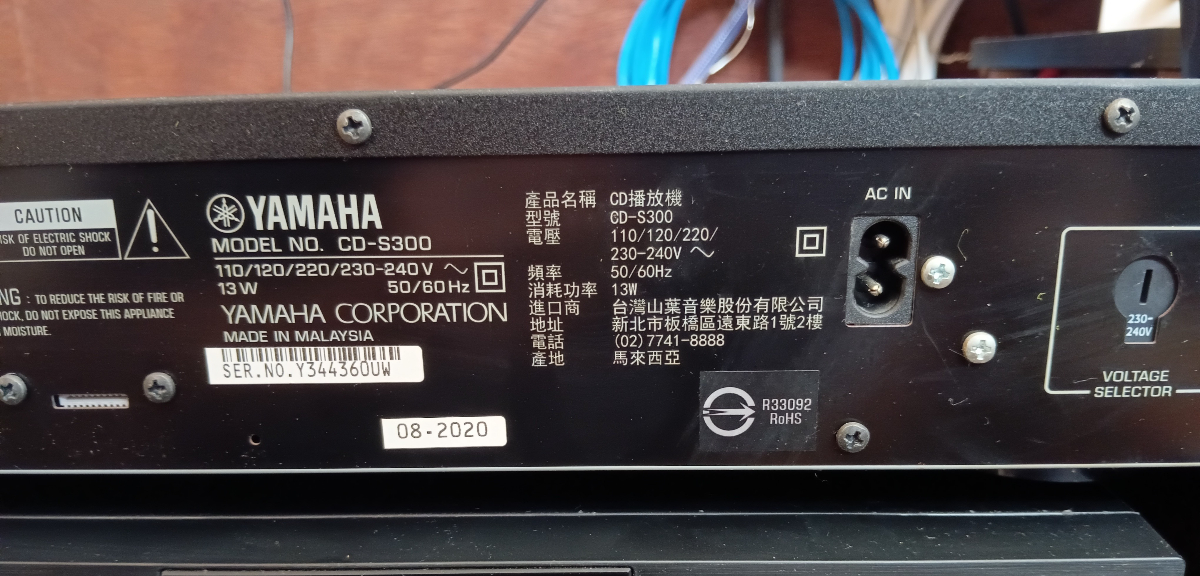 CAUTION
RISK OF ELECTRIC SHOCK
DO NOT OPEN
: TO REDUCE THE RISK OF FIRE OR
DO NOT EXPOSE THIS APPLIANCE
MOISTURE.
YAMAHA
MODEL NO. CD-S300
110/120/220/230-240V ～
13W 50/60Hz
YAMAHA CORPORATION
MADE IN MALAYSIA
SER.NO.Y344360UW
08-2020
產品名稱 CD播放機
型號 CD-S300
電壓 110/120/220/
230-240V ～
頻率 50/60Hz
消耗功率 13W
進口商 台灣山葉音樂股份有限公司
地址 新北市板橋區遠東路1號2樓
電話 (02)7741-8888
產地 馬來西亞
R33092
RoHS
AC IN
230-
240V
VOLTAGE
SELECTOR